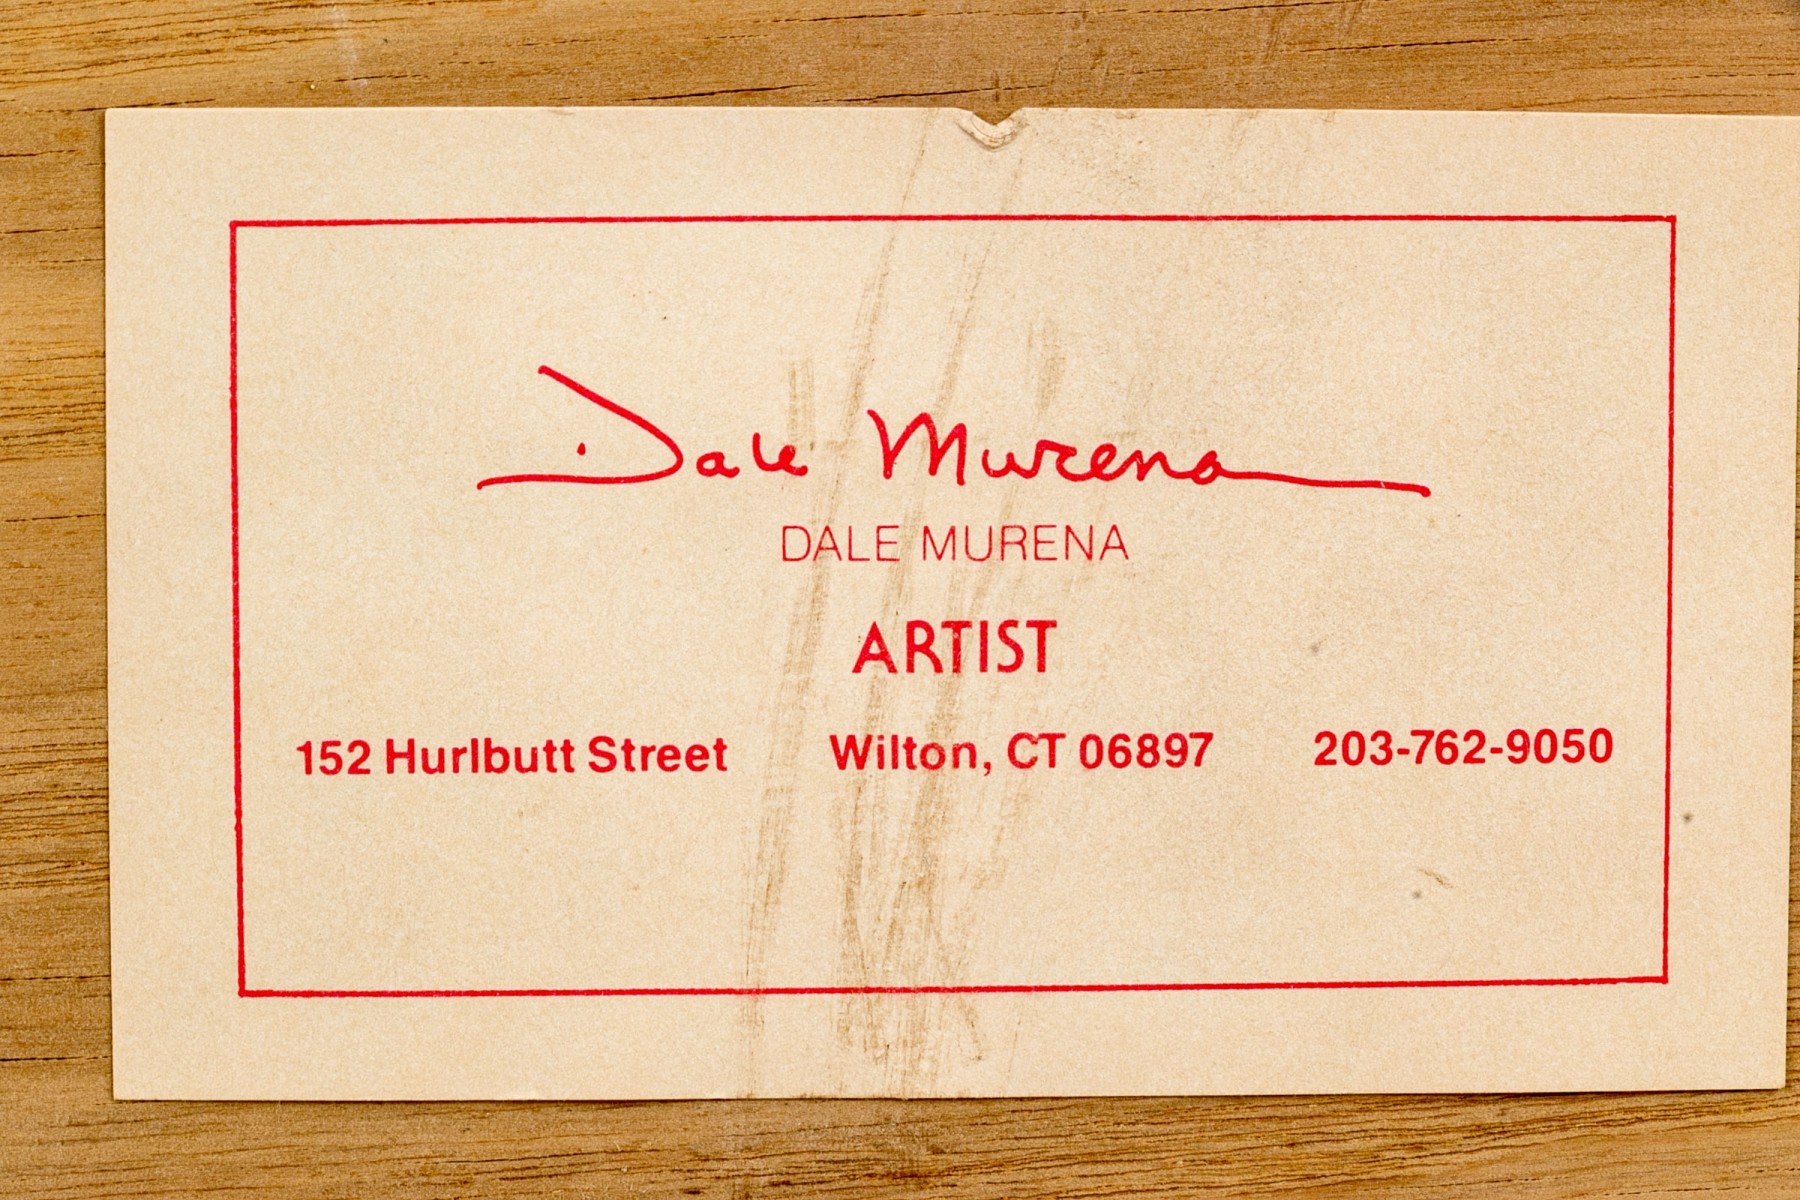 Dale Murena
DALE MURENA
ARTIST
152 Hurlbutt Street Wilton, CT 06897 203-762-9050